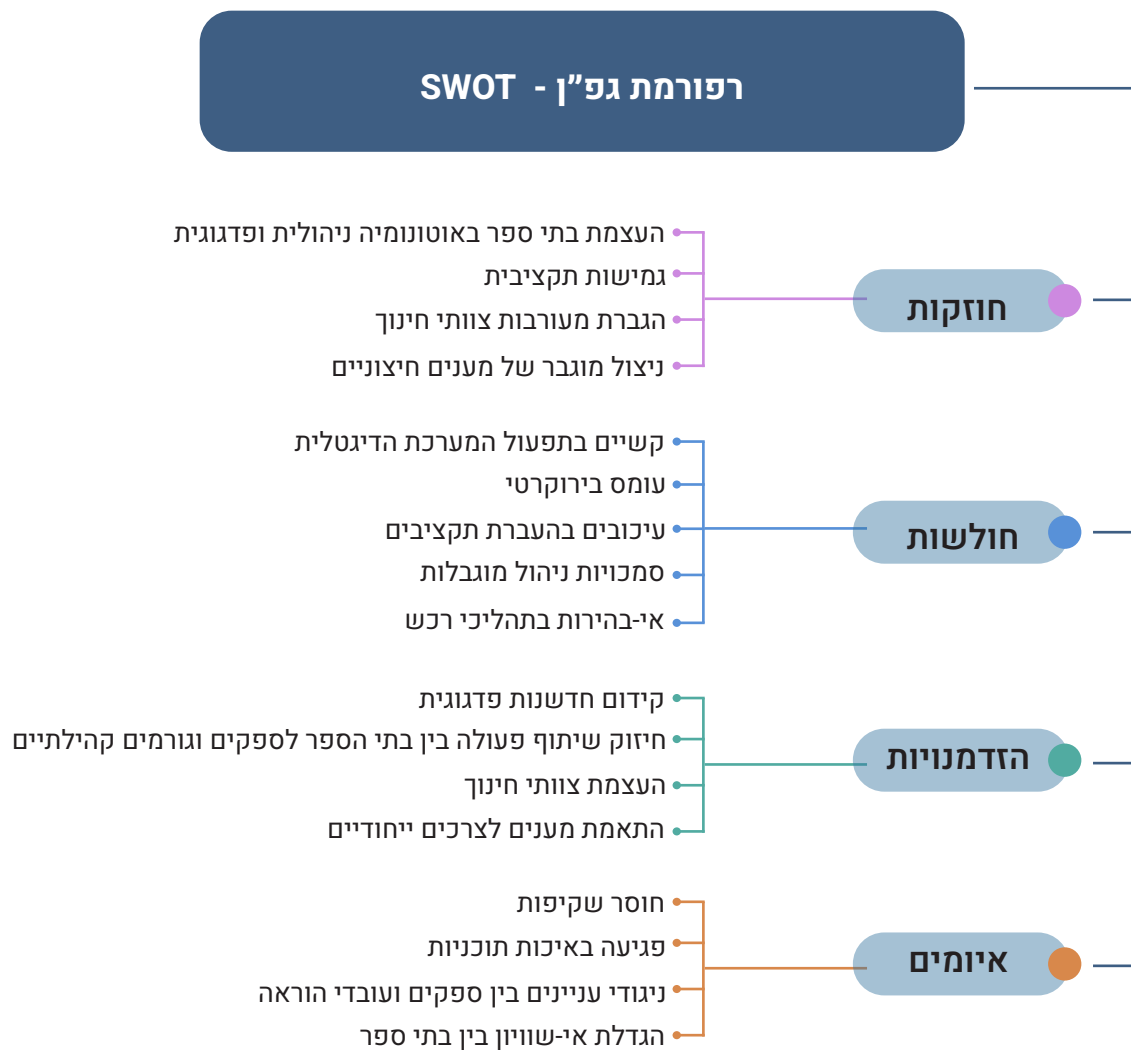 רפורמת גפ”ן - SWOT
חוזקות
העצמת בתי ספר באוטונומיה ניהולית ופדגוגית
גמישות תקציבית
הגברת מעורבות צוותי חינוך
ניצול מוגבר של מענים חיצוניים
חולשות
קשיים בתפעול המערכת הדיגטלית
עומס בירוקרטי
עיכובים בהעברת תקציבים
סמכויות ניהול מוגבלות
אי-בהירות בתהליכי רכש
הזדמנויות
קידום חדשנות פדגוגית
חיזוק שיתוף פעולה בין בתי הספר לספקים וגורמים קהילתיים
העצמת צוותי חינוך
התאמת מענים לצרכים ייחודיים
איומים
חוסר שקיפות
פגיעה באיכות תוכניות
ניגודי עניינים בין ספקים ועובדי הוראה
הגדלת אי-שוויון בין בתי ספר